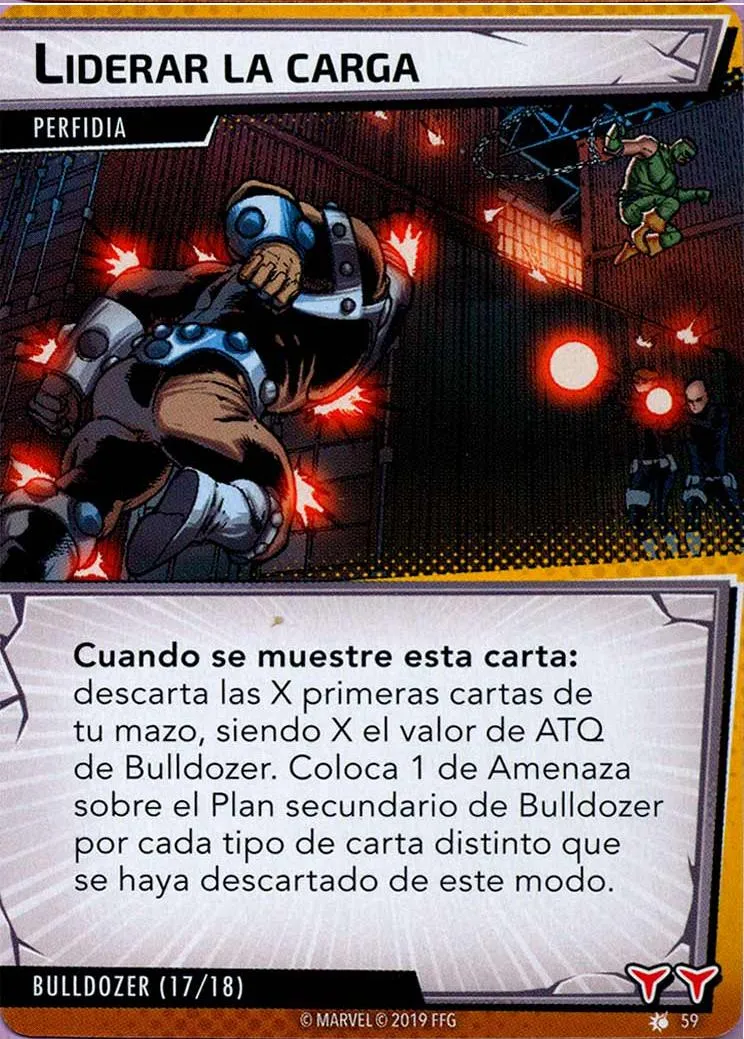 LIDERAR LA CARGA
PERFIDIA
Cuando se muestre esta carta:
descarta las X primeras cartas de
tu mazo, siendo X el valor de ATQ
de Bulldozer. Coloca 1 de Amenaza
sobre el Plan secundario de Bulldozer
por cada tipo de carta distinto que
se haya descartado de este modo.
BULLDOZER (17/18)
© MARVEL © 2019 FFG
59